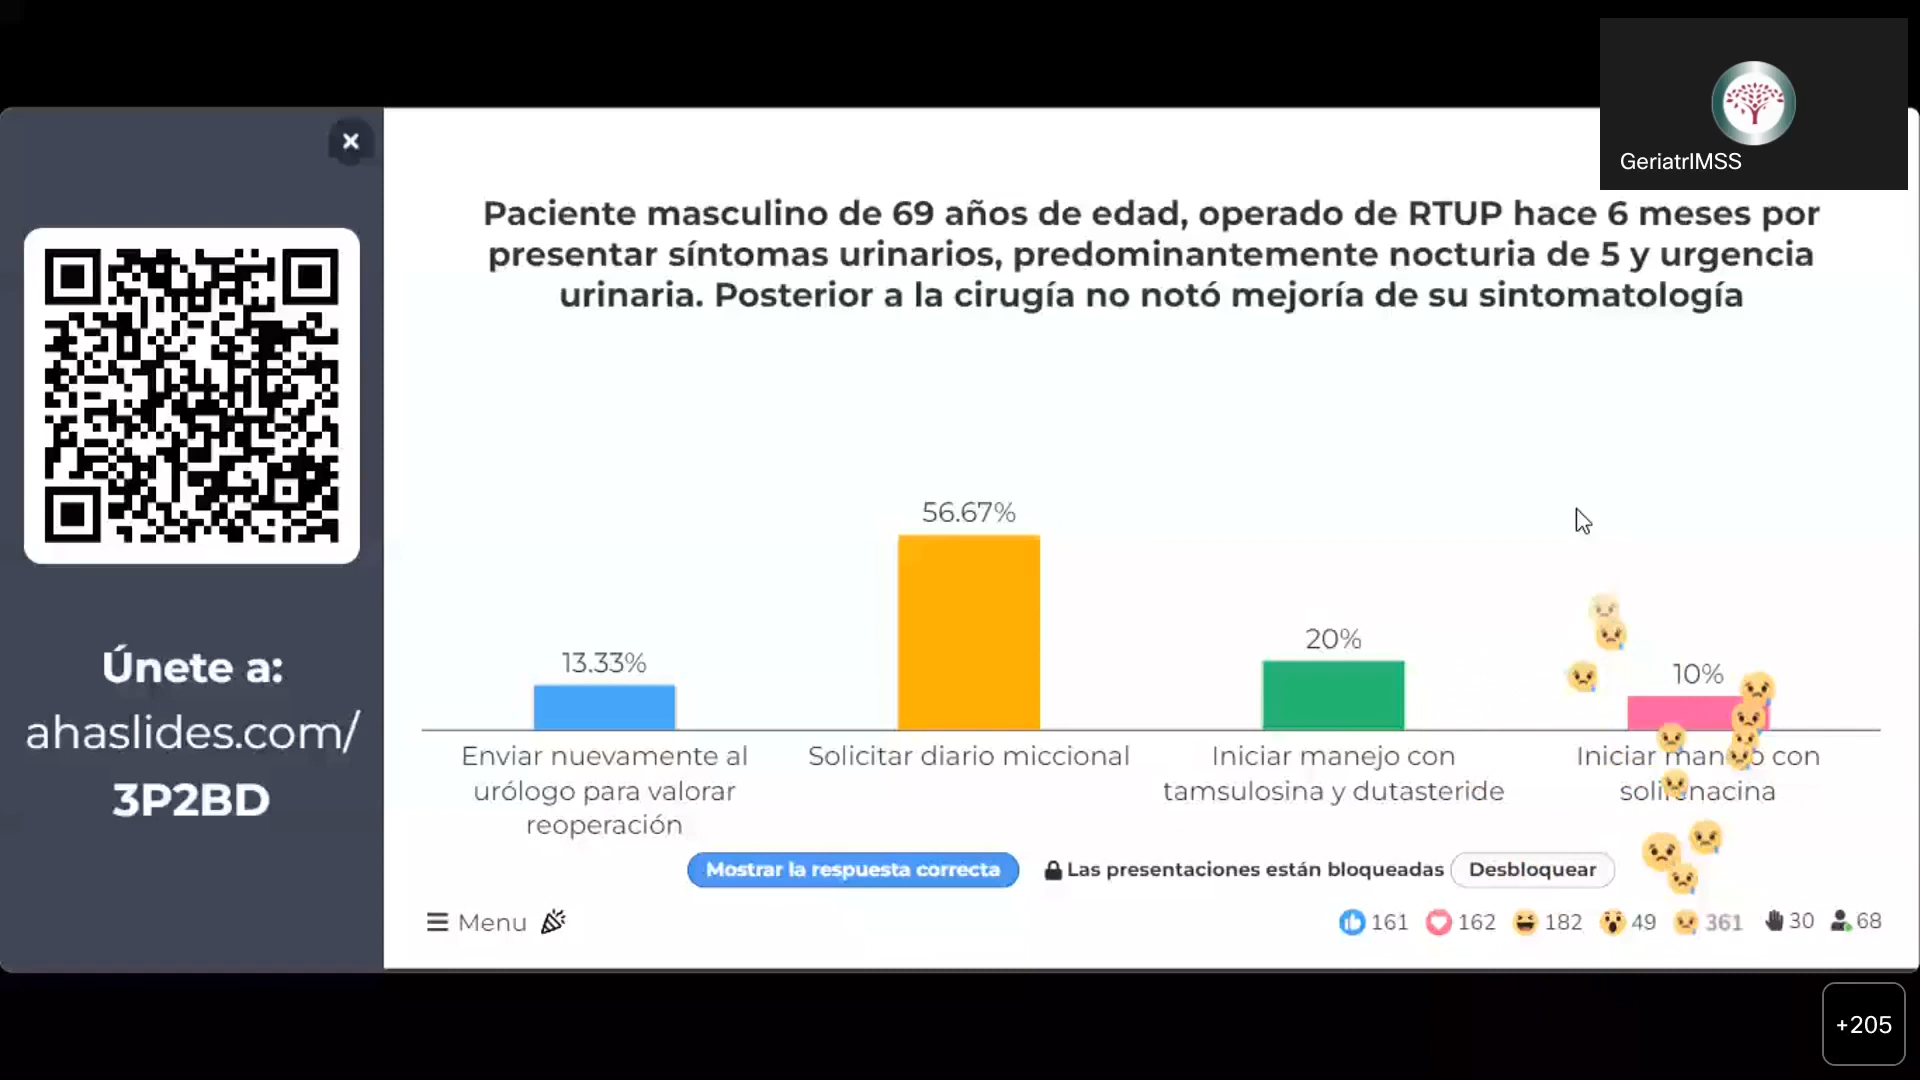 GeriatrIMSS
Paciente masculino de 69 años de edad, operado de RTUP hace 6 meses por
presentar síntomas urinarios, predominantemente nocturia de 5 y urgencia
urinaria. Posterior a la cirugía no notó mejoría de su sintomatología
Únete a:
ahaslides.com/
3P2BD
13.33%
56.67%
20%
10%
Enviar nuevamente al
urólogo para valorar
reoperación
Solicitar diario miccional
Iniciar manejo con
tamsulosina y dutasteride
Iniciar manejo con
solifenacina
Mostrar la respuesta correcta
Las presentaciones están bloqueadas
Desbloquear
Menu
161
162
182
49
361
30
68
+205